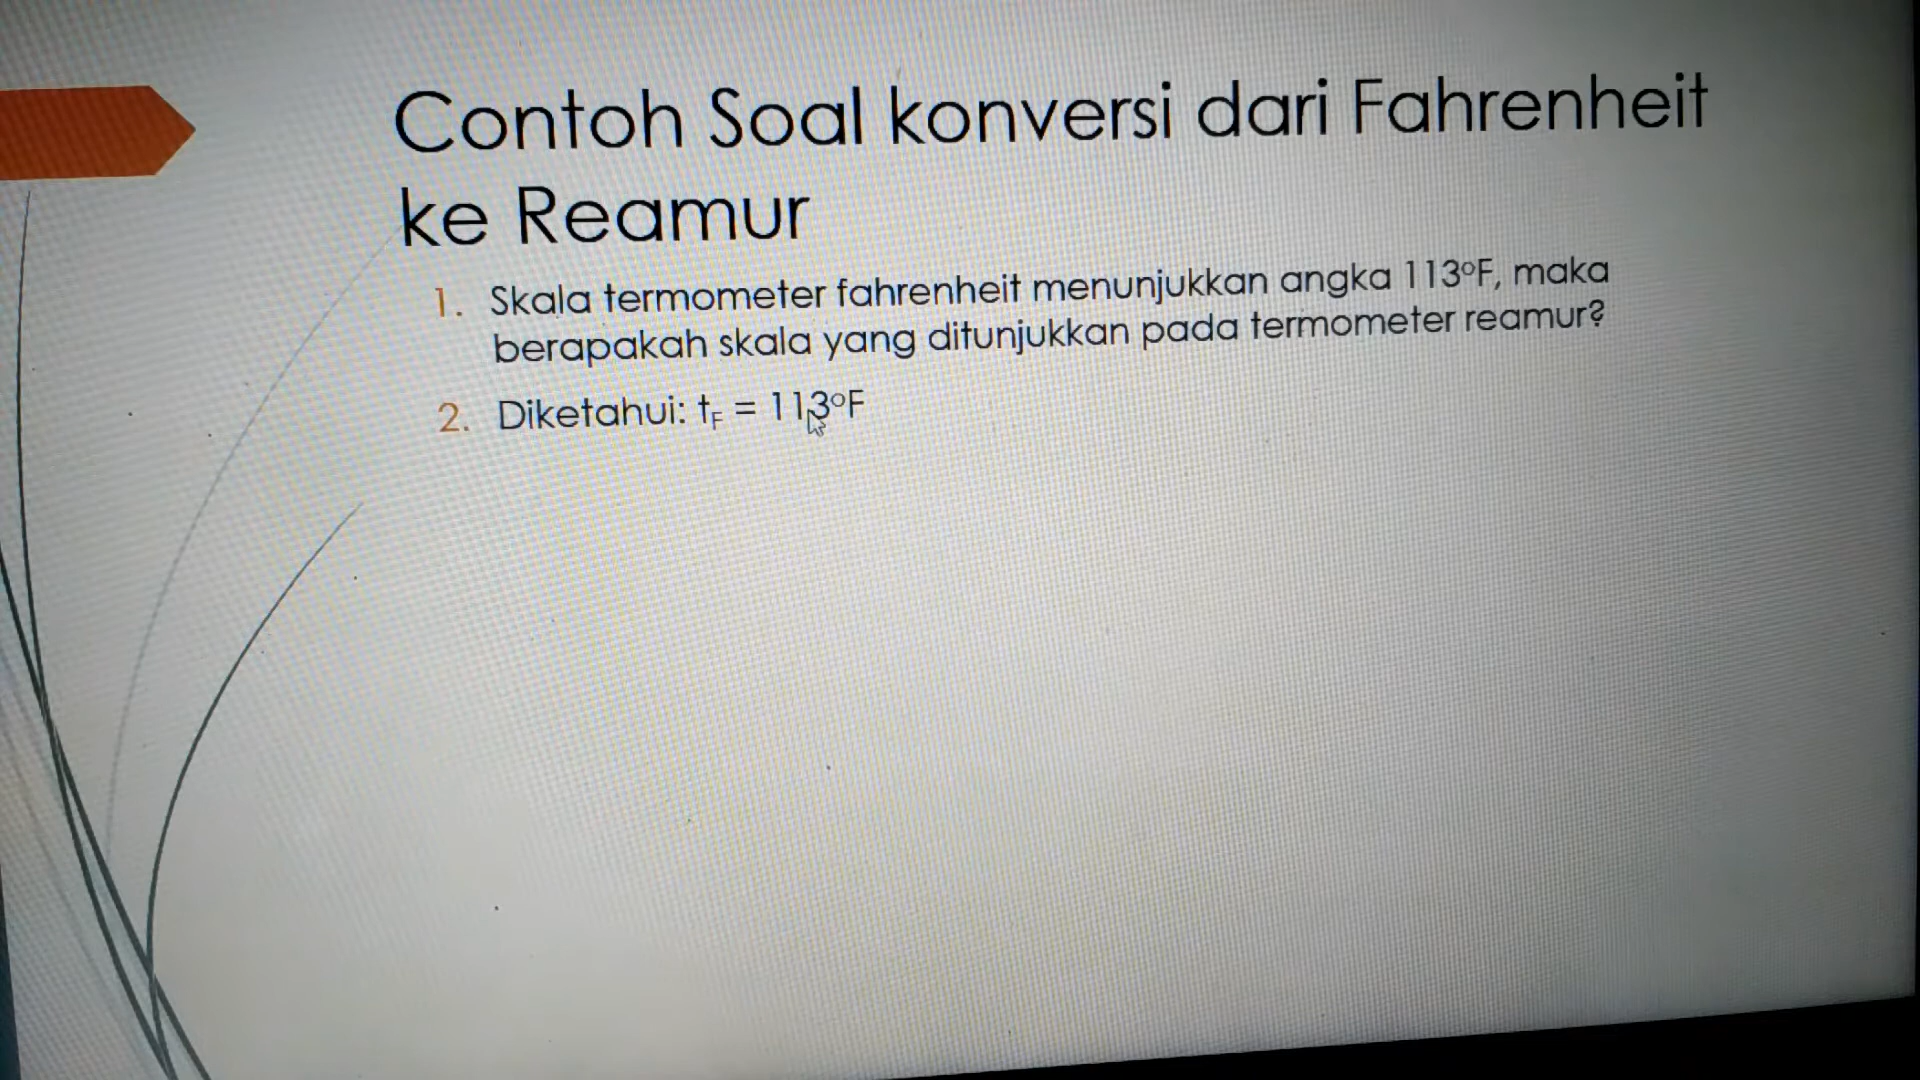 Contoh Soal konversi dari Fahrenheit
ke Reamur
1. Skala termometer fahrenheit menunjukkan angka 113°F, maka
berapakah skala yang ditunjukkan pada termometer reamur?
2. Diketahui: t_F = 113°F